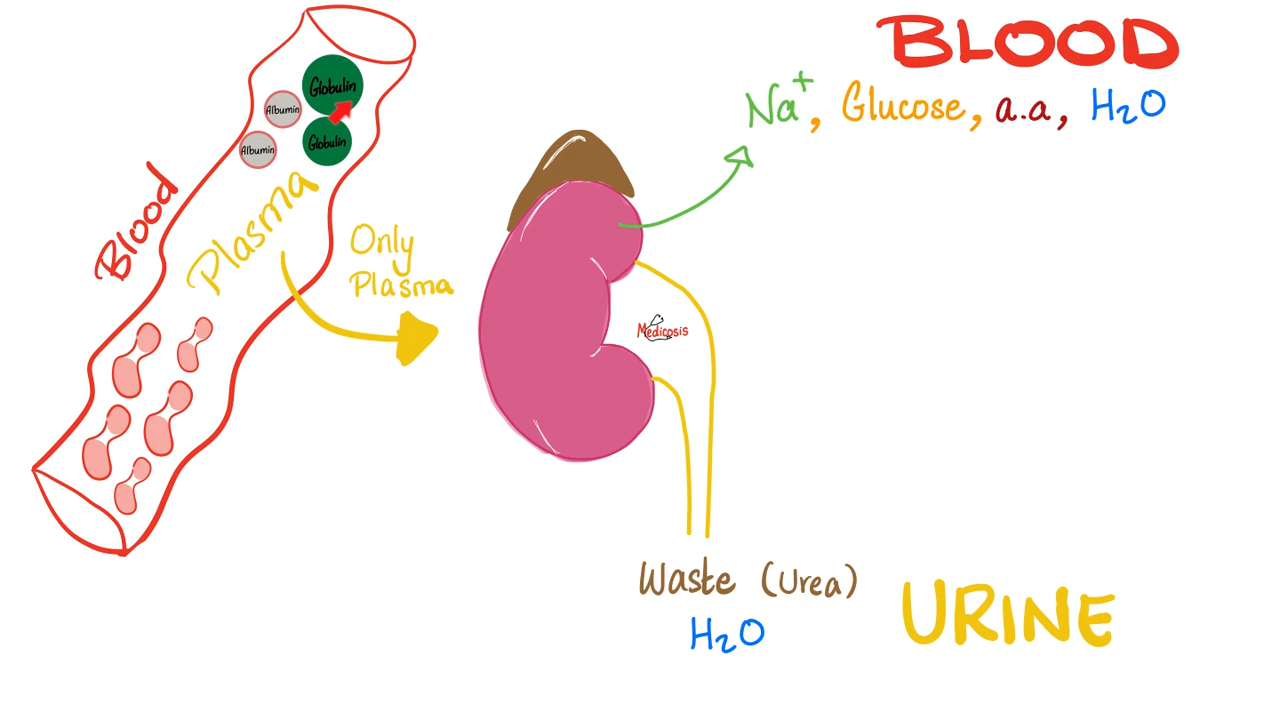 BLOOD
Na⁺, Glucose, a.a, H₂O
Globulin
Albumin
Globulin
Albumin
Blood
Plasma
Only
Plasma
Medicosis
Waste (Urea)
H₂O
URINE